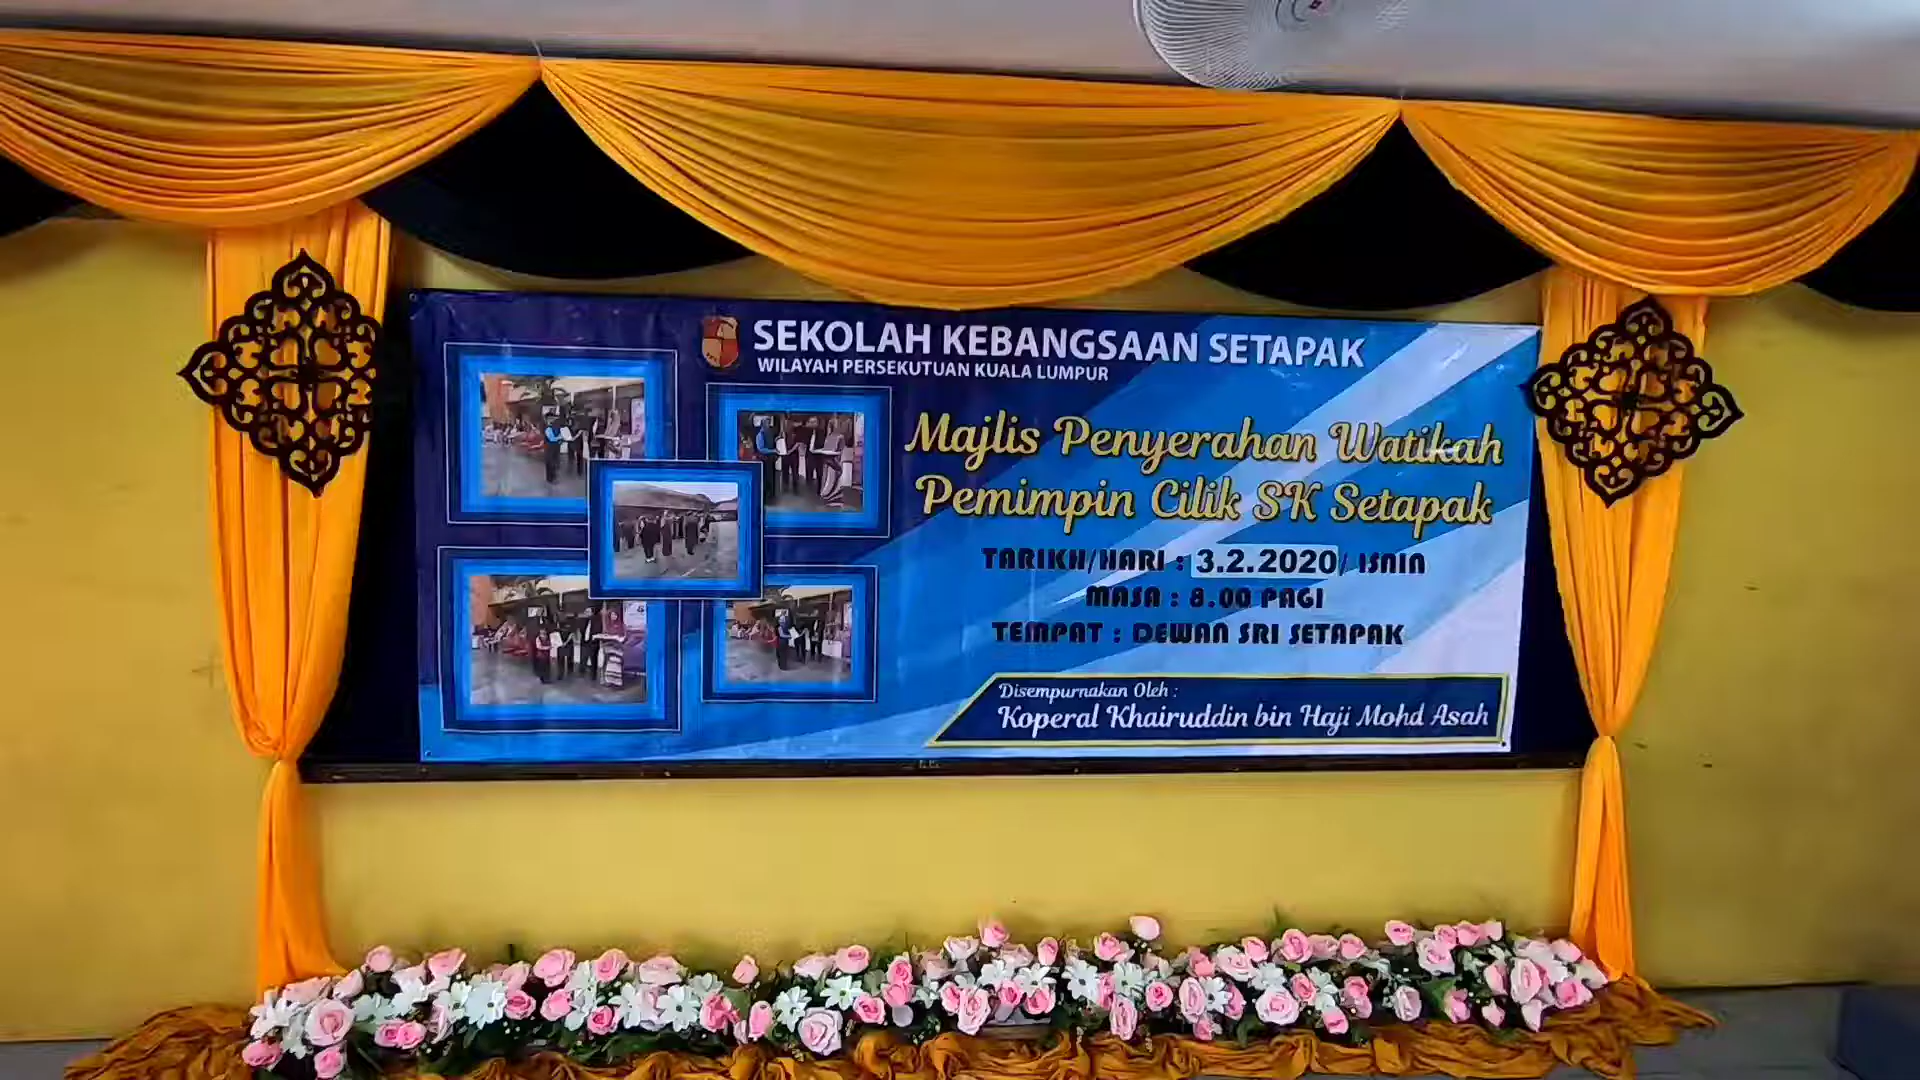 SEKOLAH KEBANGSAAN SETAPAK
WILAYAH PERSEKUTUAN KUALA LUMPUR
Majlis Penyerahan Watikah
Pemimpin Cilik SK Setapak
TARIKH/HARI : 3.2.2020/ ISNIN
MASA : 8.00 PAGI
TEMPAT : DEWAN SRI SETAPAK
Disempurnakan Oleh :
Koperal Khairuddin bin Haji Mohd Asah